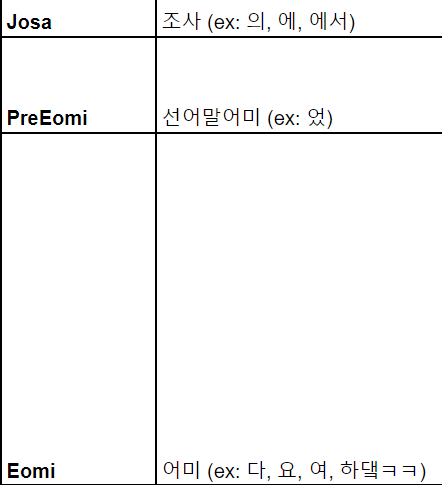 Josa 조사 (ex: 의, 에, 에서)
PreEomi 선어말어미 (ex: 었)
Eomi 어미 (ex: 다, 요, 여, 하댘ㅋㅋ)